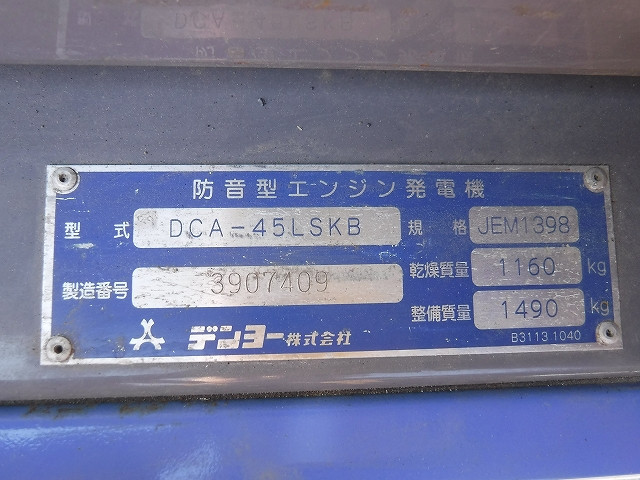 防音型エンジン発電機
型式 DCA-45LSKB 規格 JEM1398
製造番号 3907409 乾燥質量 1160 kg
整備質量 1490 kg
デンヨー株式会社
B3113 1040